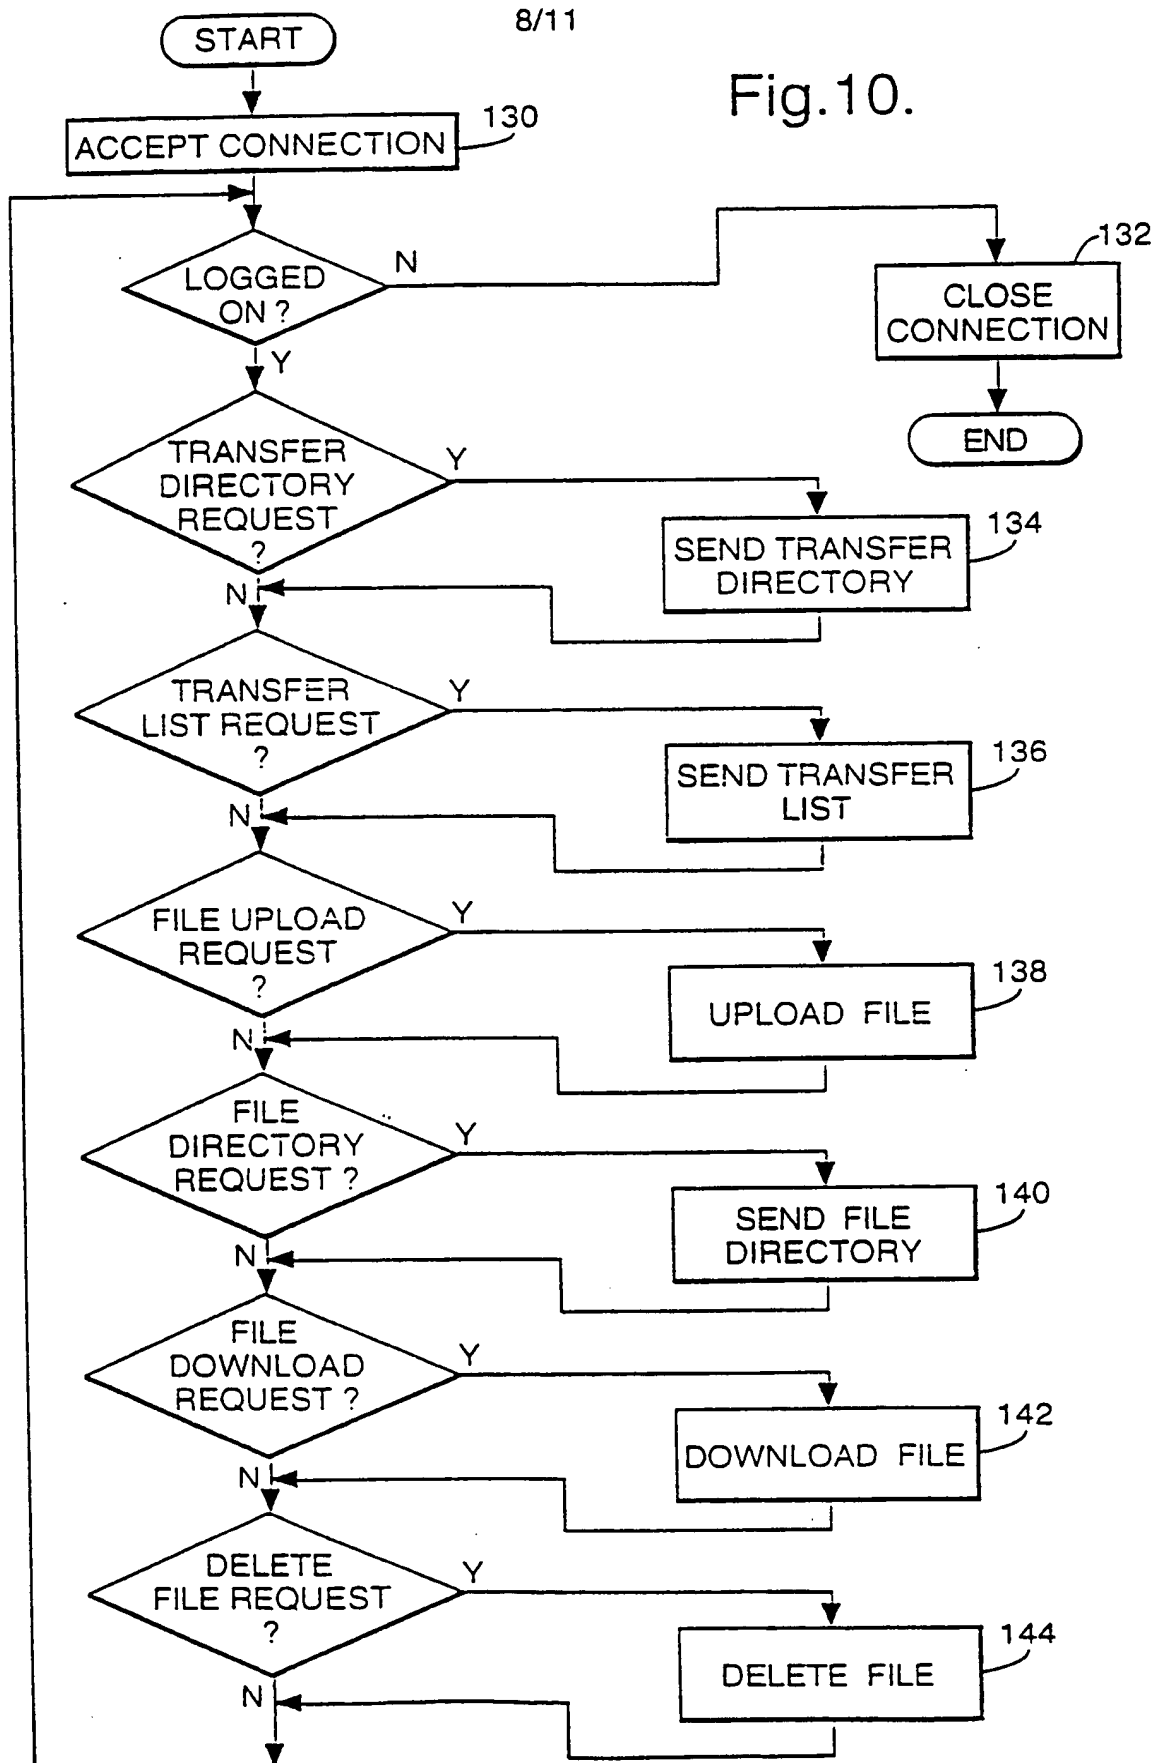 8/11
START
Fig.10.
ACCEPT CONNECTION
130
LOGGED
ON ?
N
Y
132
CLOSE
CONNECTION
END
TRANSFER
DIRECTORY
REQUEST
?
Y
N
134
SEND TRANSFER
DIRECTORY
TRANSFER
LIST REQUEST
?
Y
N
136
SEND TRANSFER
LIST
FILE UPLOAD
REQUEST
?
Y
N
138
UPLOAD FILE
FILE
DIRECTORY
REQUEST ?
Y
N
140
SEND FILE
DIRECTORY
FILE
DOWNLOAD
REQUEST ?
Y
N
142
DOWNLOAD FILE
DELETE
FILE REQUEST
?
Y
N
144
DELETE FILE